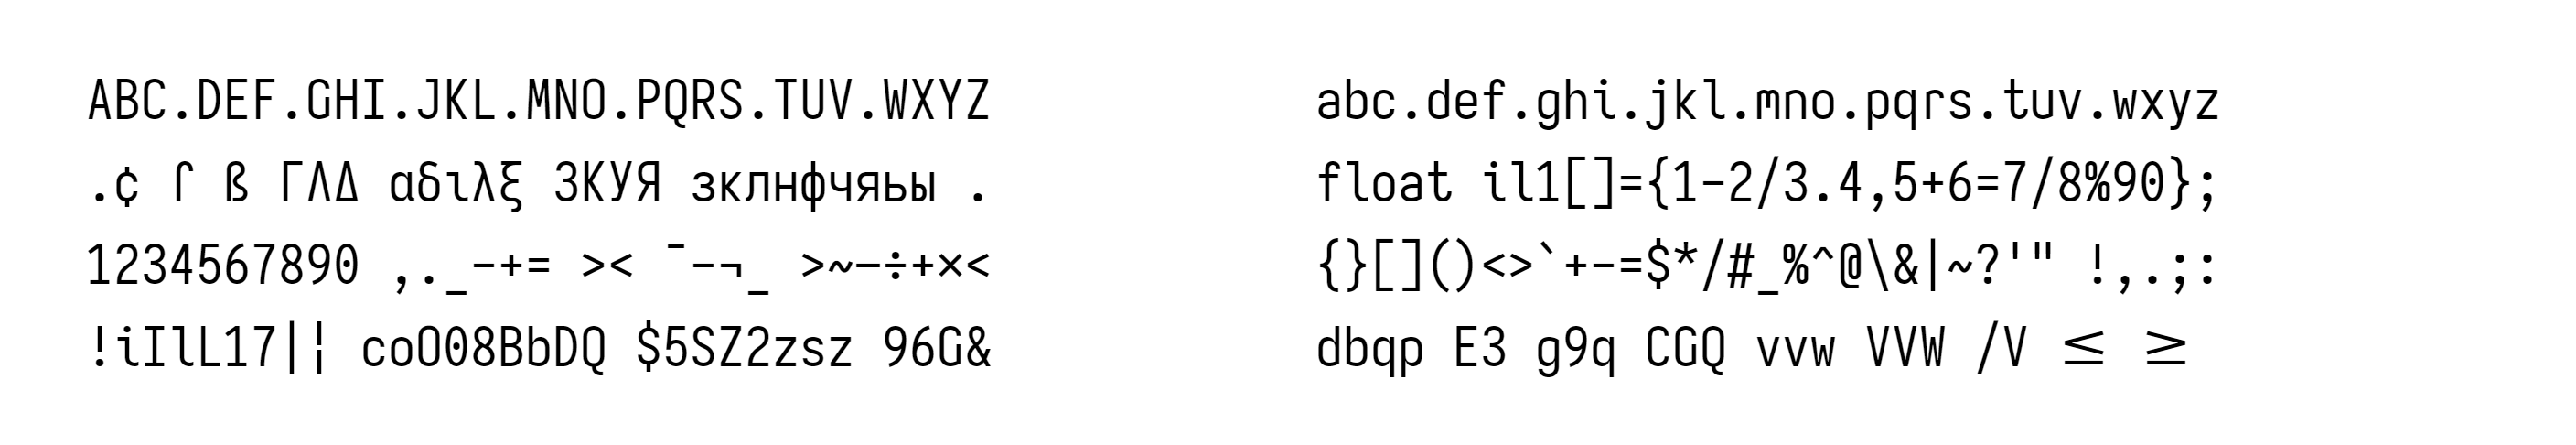 ABC.DEF.GHI.JKL.MNO.PQRS.TUV.WXYZ
.¢ ſ ß ΓΛΔ αδιλξ ЗКУЯ зклнфчяьы .
1234567890 ,._-+= >< ¯-¬_ >~–÷+×<
!iIlL17|¦ coO08BbDQ $5SZ2zsz 96G&
abc.def.ghi.jkl.mno.pqrs.tuv.wxyz
float il1[]={1-2/3.4,5+6=7/8%90};
{}[]()<>`+-=$*/#_%^@\&|~?'" !,.;:
dbqp E3 g9q CGQ vvw VVW /V ≤ ≥